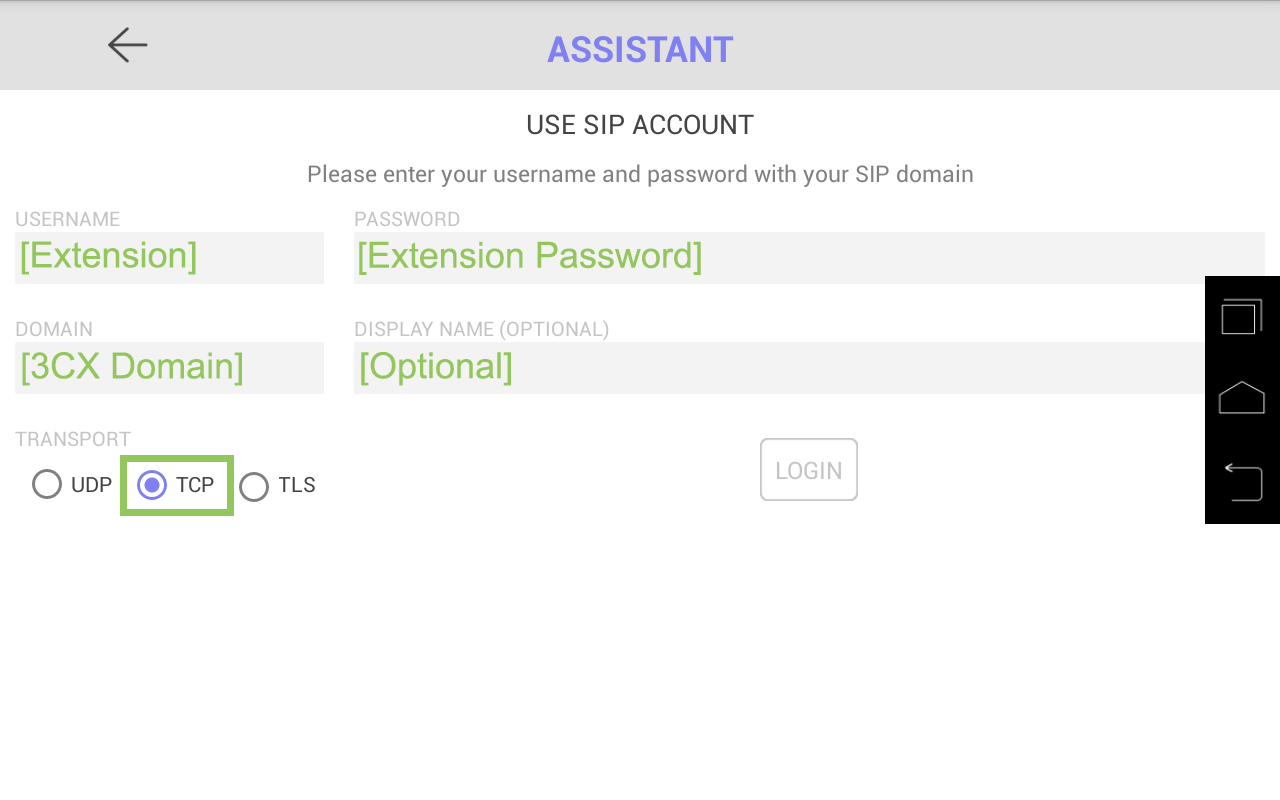 ASSISTANT
USE SIP ACCOUNT
Please enter your username and password with your SIP domain
USERNAME
PASSWORD
[Extension]
[Extension Password]
DOMAIN
DISPLAY NAME (OPTIONAL)
[3CX Domain]
[Optional]
TRANSPORT
UDP TCP TLS
LOGIN